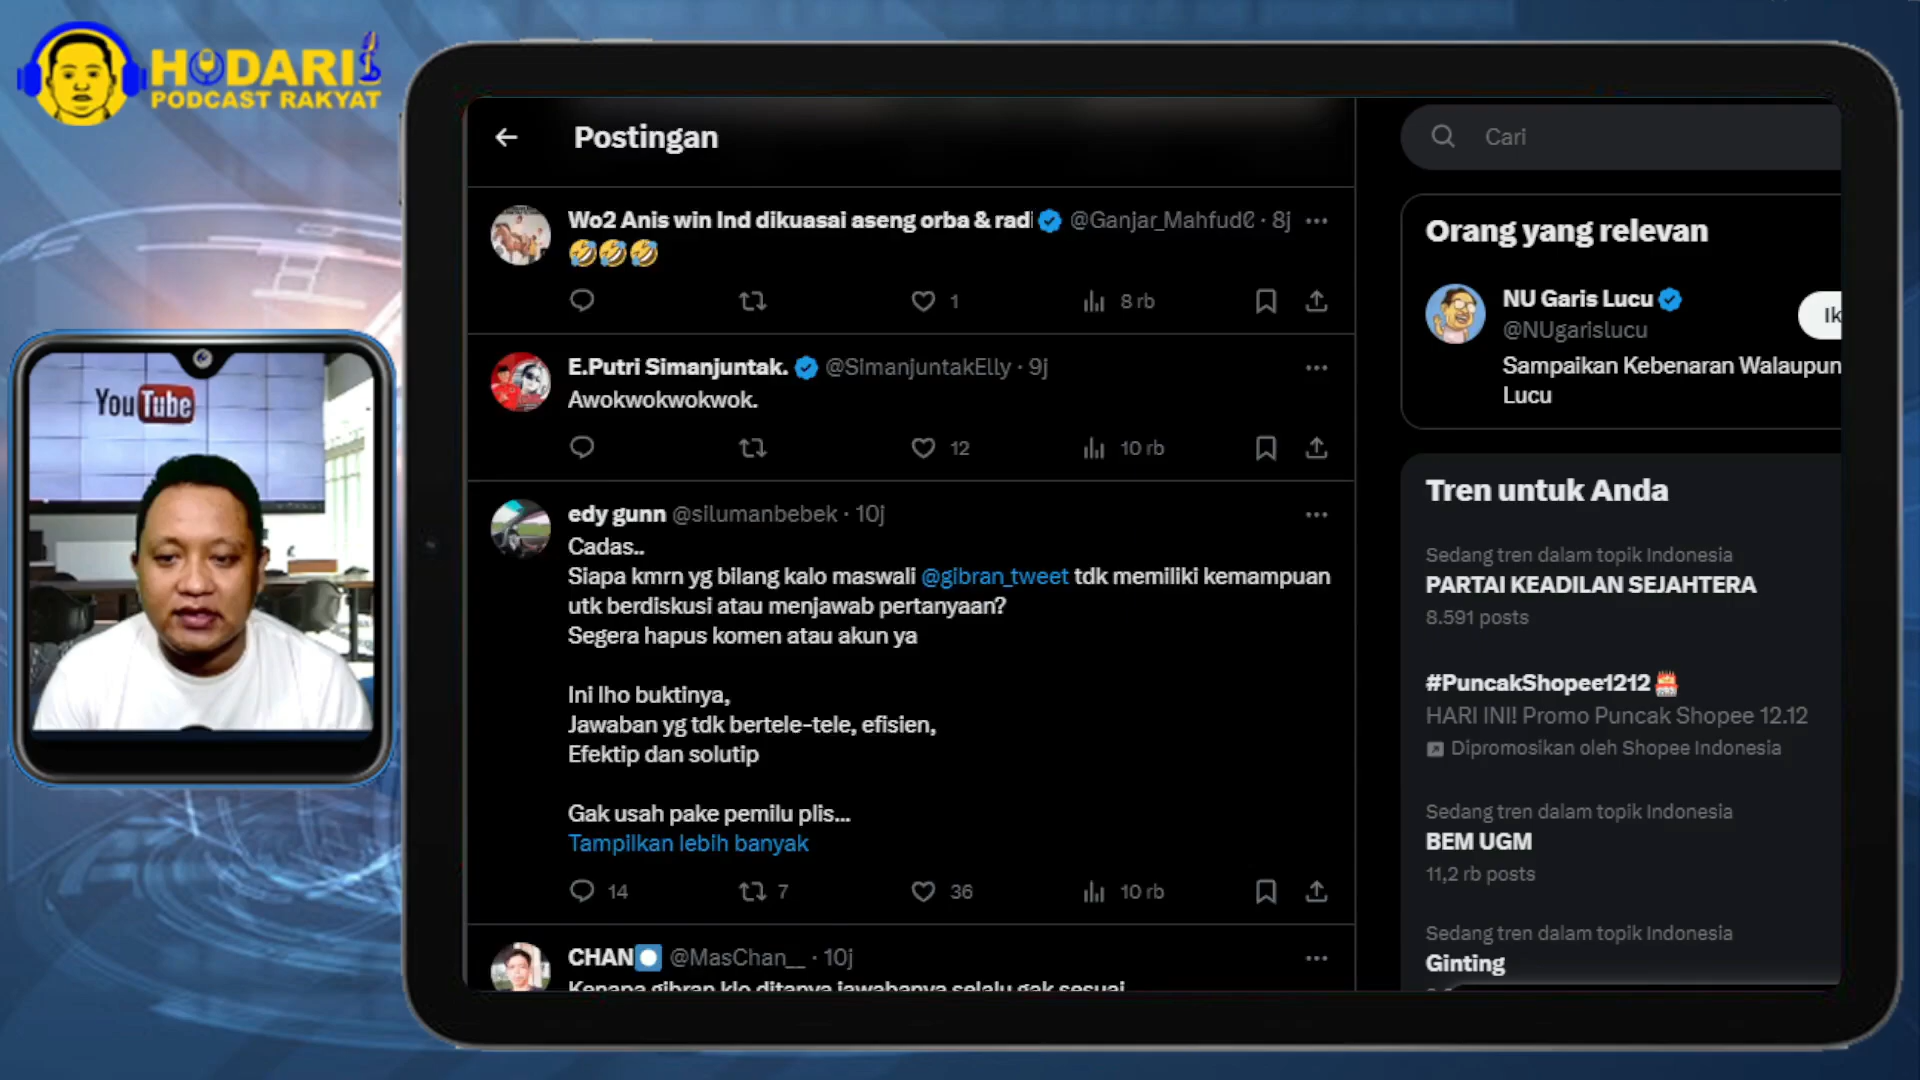 HODARI
PODCAST RAKYAT
YouTube
Postingan
Cari
Wo2 Anis win Ind dikuasai aseng orba & radi @Ganjar_Mahfud · 8j
1
8 rb
E.Putri Simanjuntak. @SimanjuntakElly · 9j
Awokwokwokwok.
12
10 rb
edy gunn @silumanbebek · 10j
Cadas..
Siapa kmrn yg bilang kalo maswali @gibran_tweet tdk memiliki kemampuan
utk berdiskusi atau menjawab pertanyaan?
Segera hapus komen atau akun ya
Ini lho buktinya,
Jawaban yg tdk bertele-tele, efisien,
Efektip dan solutip
Gak usah pake pemilu plis...
Tampilkan lebih banyak
14
7
36
10 rb
CHAN @MasChan__ · 10j
Kenapa gibran klo ditanya jawabanya selalu gak sesuai
Orang yang relevan
NU Garis Lucu
@NUgarislucu
Ik
Sampaikan Kebenaran Walaupun
Lucu
Tren untuk Anda
Sedang tren dalam topik Indonesia
PARTAI KEADILAN SEJAHTERA
8.591 posts
#PuncakShopee1212
HARI INI! Promo Puncak Shopee 12.12
Dipromosikan oleh Shopee Indonesia
Sedang tren dalam topik Indonesia
BEM UGM
11,2 rb posts
Sedang tren dalam topik Indonesia
Ginting